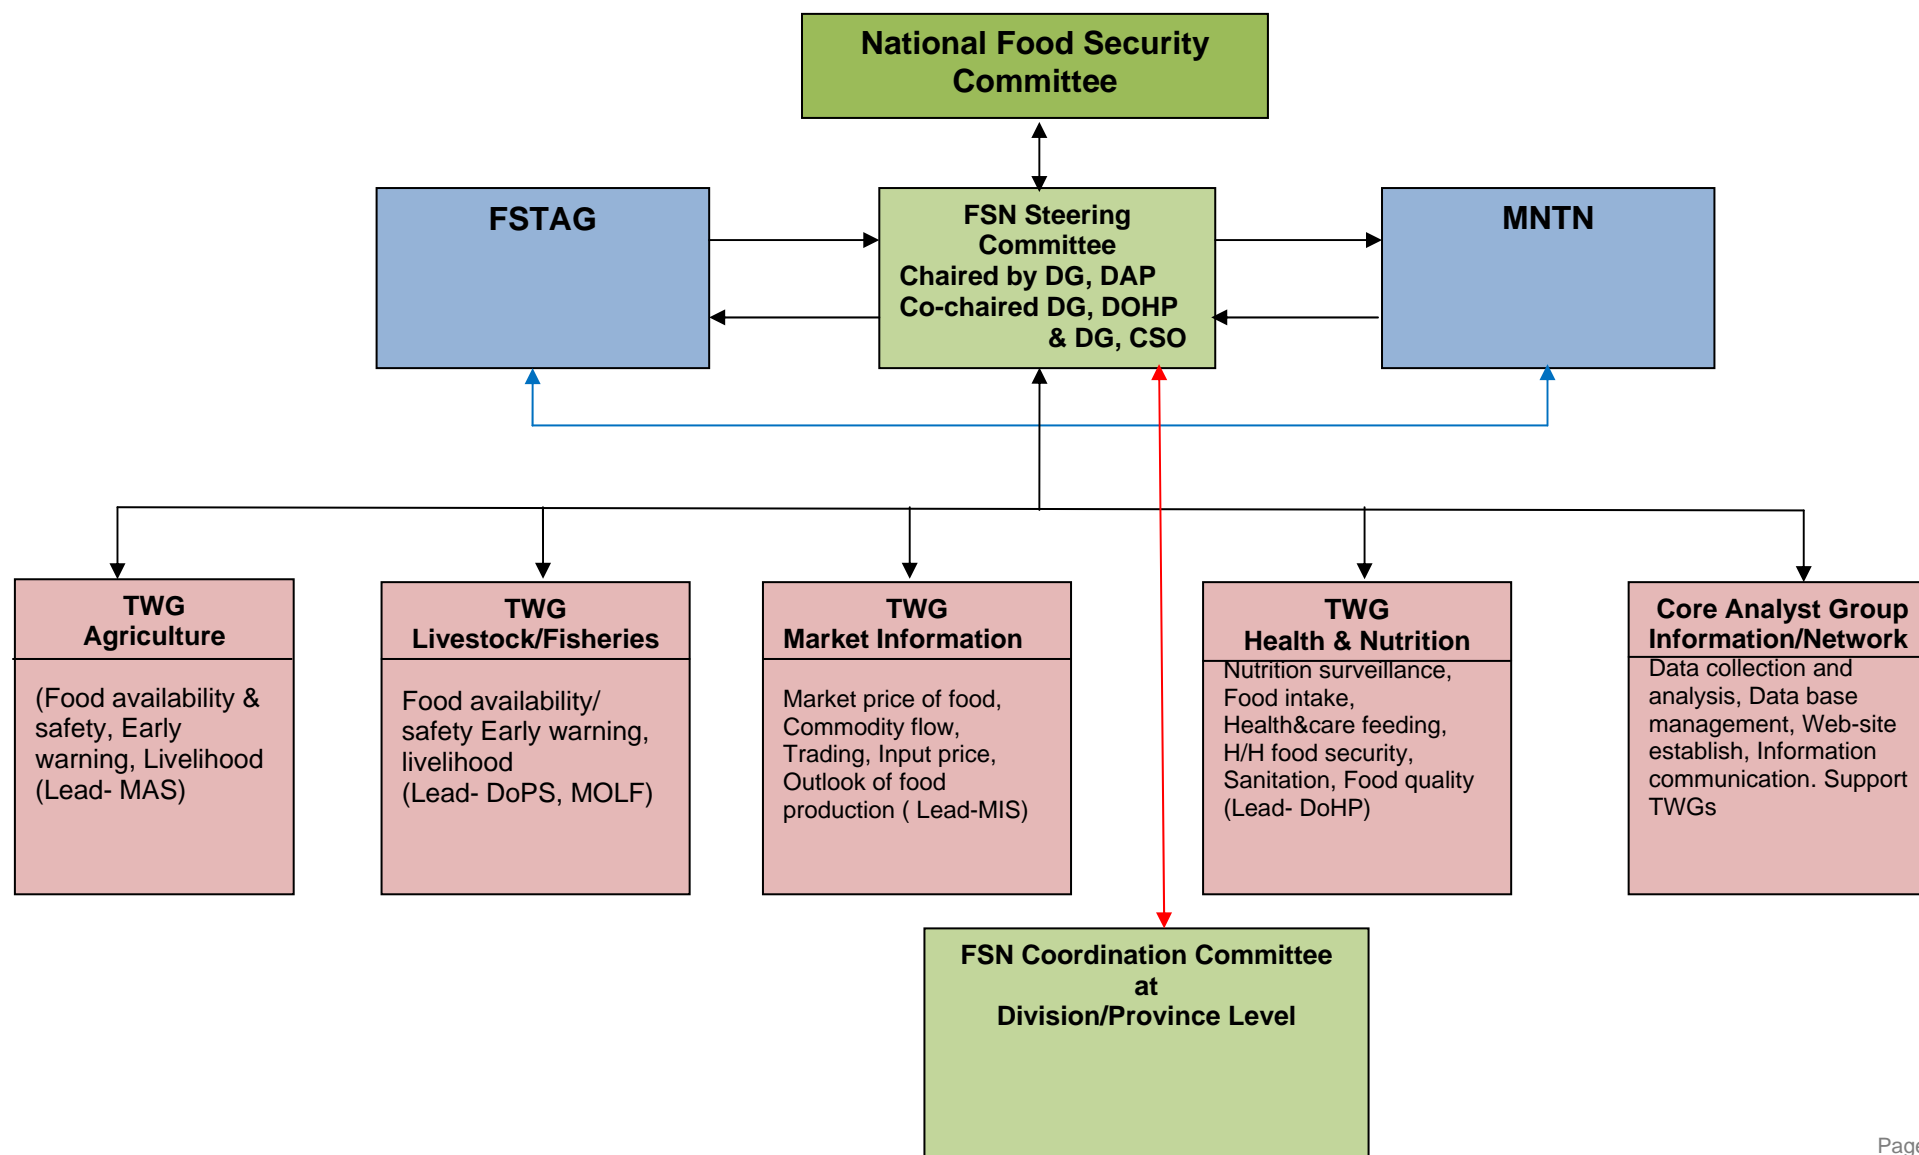 National Food Security
Committee
FSTAG
FSN Steering
Committee
Chaired by DG, DAP
Co-chaired DG, DOHP
& DG, CSO
MNTN
TWG
Agriculture
(Food availability &
safety, Early
warning, Livelihood
(Lead- MAS)
TWG
Livestock/Fisheries
Food availability/
safety Early warning,
livelihood
(Lead- DoPS, MOLF)
TWG
Market Information
Market price of food,
Commodity flow,
Trading, Input price,
Outlook of food
production ( Lead-MIS)
TWG
Health & Nutrition
Nutrition surveillance,
Food intake,
Health&care feeding,
H/H food security,
Sanitation, Food quality
(Lead- DoHP)
Core Analyst Group
Information/Network
Data collection and
analysis, Data base
management, Web-site
establish, Information
communication. Support
TWGs
FSN Coordination Committee
at
Division/Province Level
Page